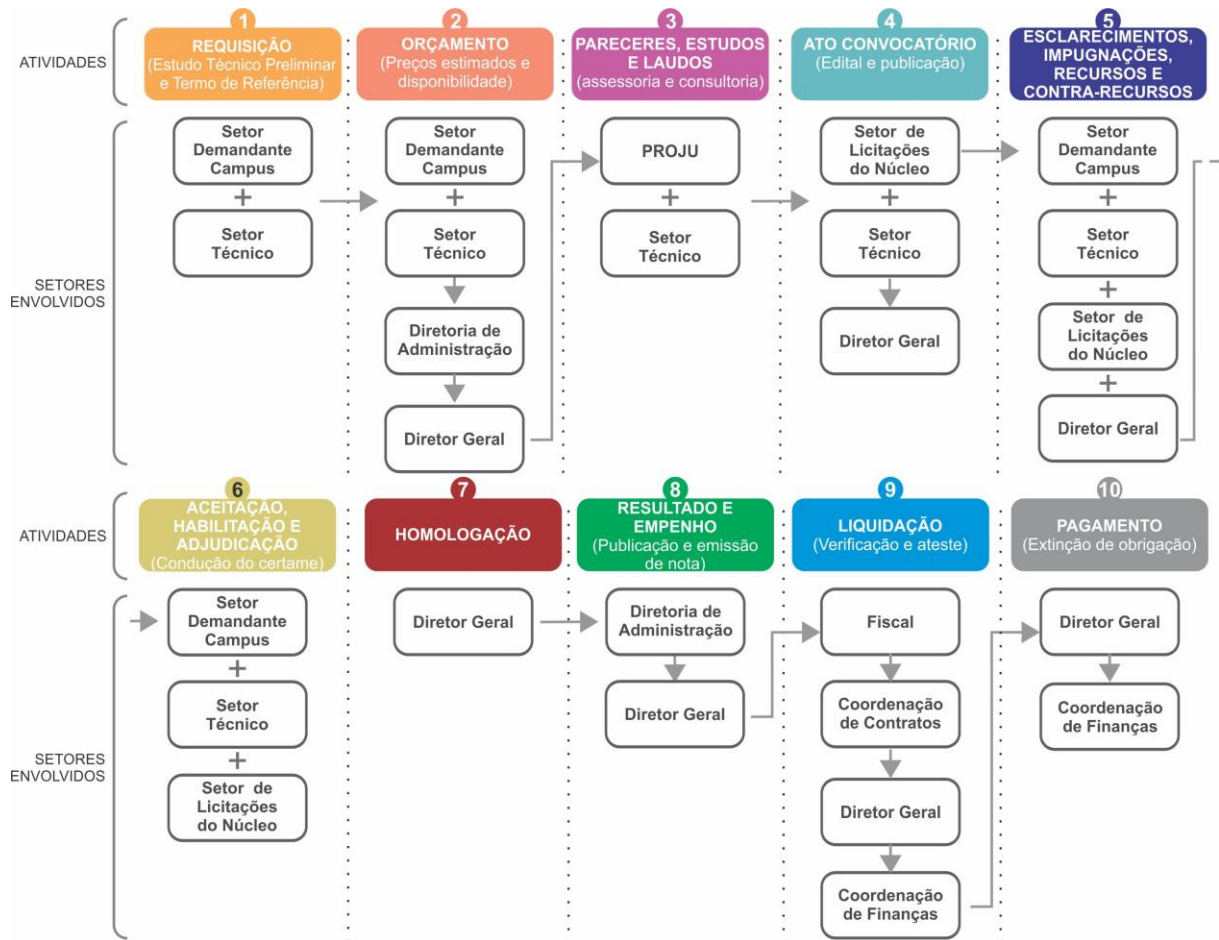 1
2
3
4
5
ATIVIDADES
REQUISIÇÃO
(Estudo Técnico Preliminar
e Termo de Referência)
ORÇAMENTO
(Preços estimados e
disponibilidade)
PARECERES, ESTUDOS
E LAUDOS
(assessoria e consultoria)
ATO CONVOCATÓRIO
(Edital e publicação)
ESCLARECIMENTOS,
IMPUGNAÇÕES,
RECURSOS E
CONTRA-RECURSOS
SETORES
ENVOLVIDOS
Setor
Demandante
Campus
+
Setor
Técnico
Setor
Demandante
Campus
+
Setor
Técnico
Diretoria de
Administração
Diretor Geral
PROJU
+
Setor
Técnico
Setor de
Licitações
do Núcleo
+
Setor
Técnico
Diretor Geral
Setor
Demandante
Campus
+
Setor
Técnico
+
Setor de
Licitações
do Núcleo
+
Diretor Geral
6
7
8
9
10
ATIVIDADES
ACEITAÇÃO,
HABILITAÇÃO E
ADJUDICAÇÃO
(Condução do certame)
HOMOLOGAÇÃO
RESULTADO E
EMPENHO
(Publicação e emissão
de nota)
LIQUIDAÇÃO
(Verificação e ateste)
PAGAMENTO
(Extinção de obrigação)
SETORES
ENVOLVIDOS
Setor
Demandante
Campus
+
Setor
Técnico
+
Setor de
Licitações
do Núcleo
Diretor Geral
Diretoria de
Administração
Diretor Geral
Fiscal
Coordenação
de Contratos
Diretor Geral
Coordenação
de Finanças
Diretor Geral
Coordenação
de Finanças